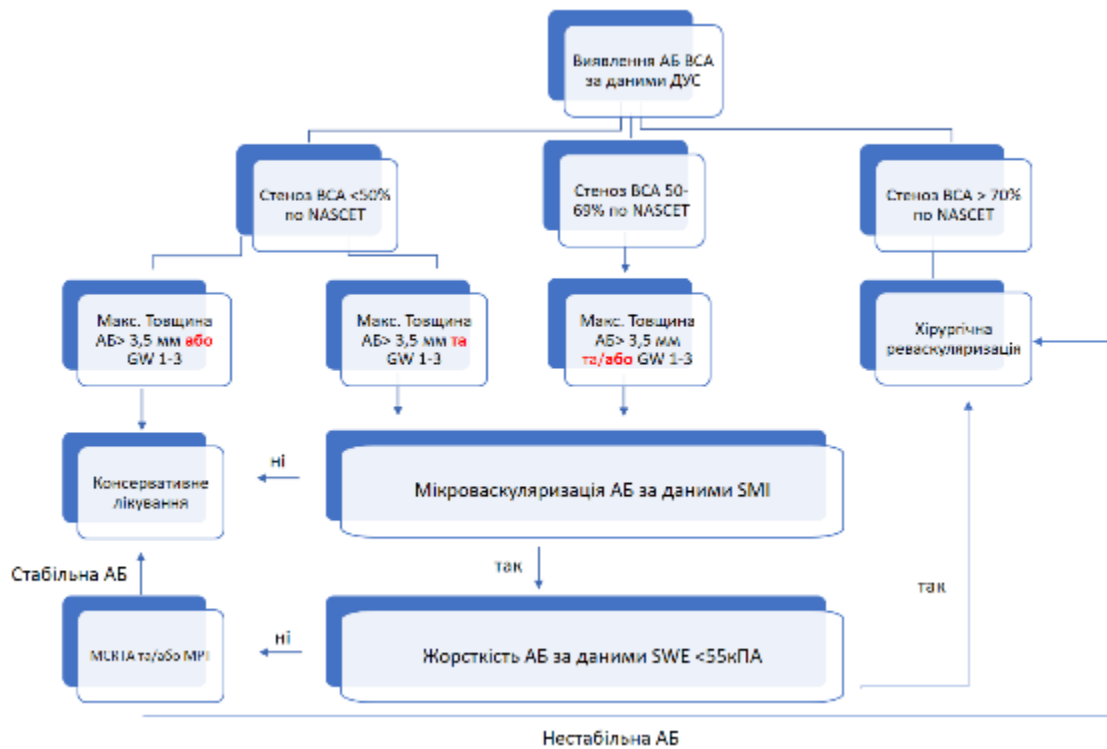 Виявлення АБ ВСА
за даними ДУС
Стеноз ВСА <50%
по NASCET
Стеноз ВСА 50-
69% по NASCET
Стеноз ВСА > 70%
по NASCET
Макс. Товщина
АБ> 3,5 мм або
GW 1-3
Макс. Товщина
АБ> 3,5 мм та
GW 1-3
Макс. Товщина
АБ> 3,5 мм
та/або GW 1-3
Хірургічна
реваскуляризація
Консервативне
лікування
ні
Мікроваскуляризація АБ за даними SMI
Стабільна АБ
так
так
МСКТА та/або МРТ
ні
Жорсткість АБ за даними SWE <55кПА
Нестабільна АБ